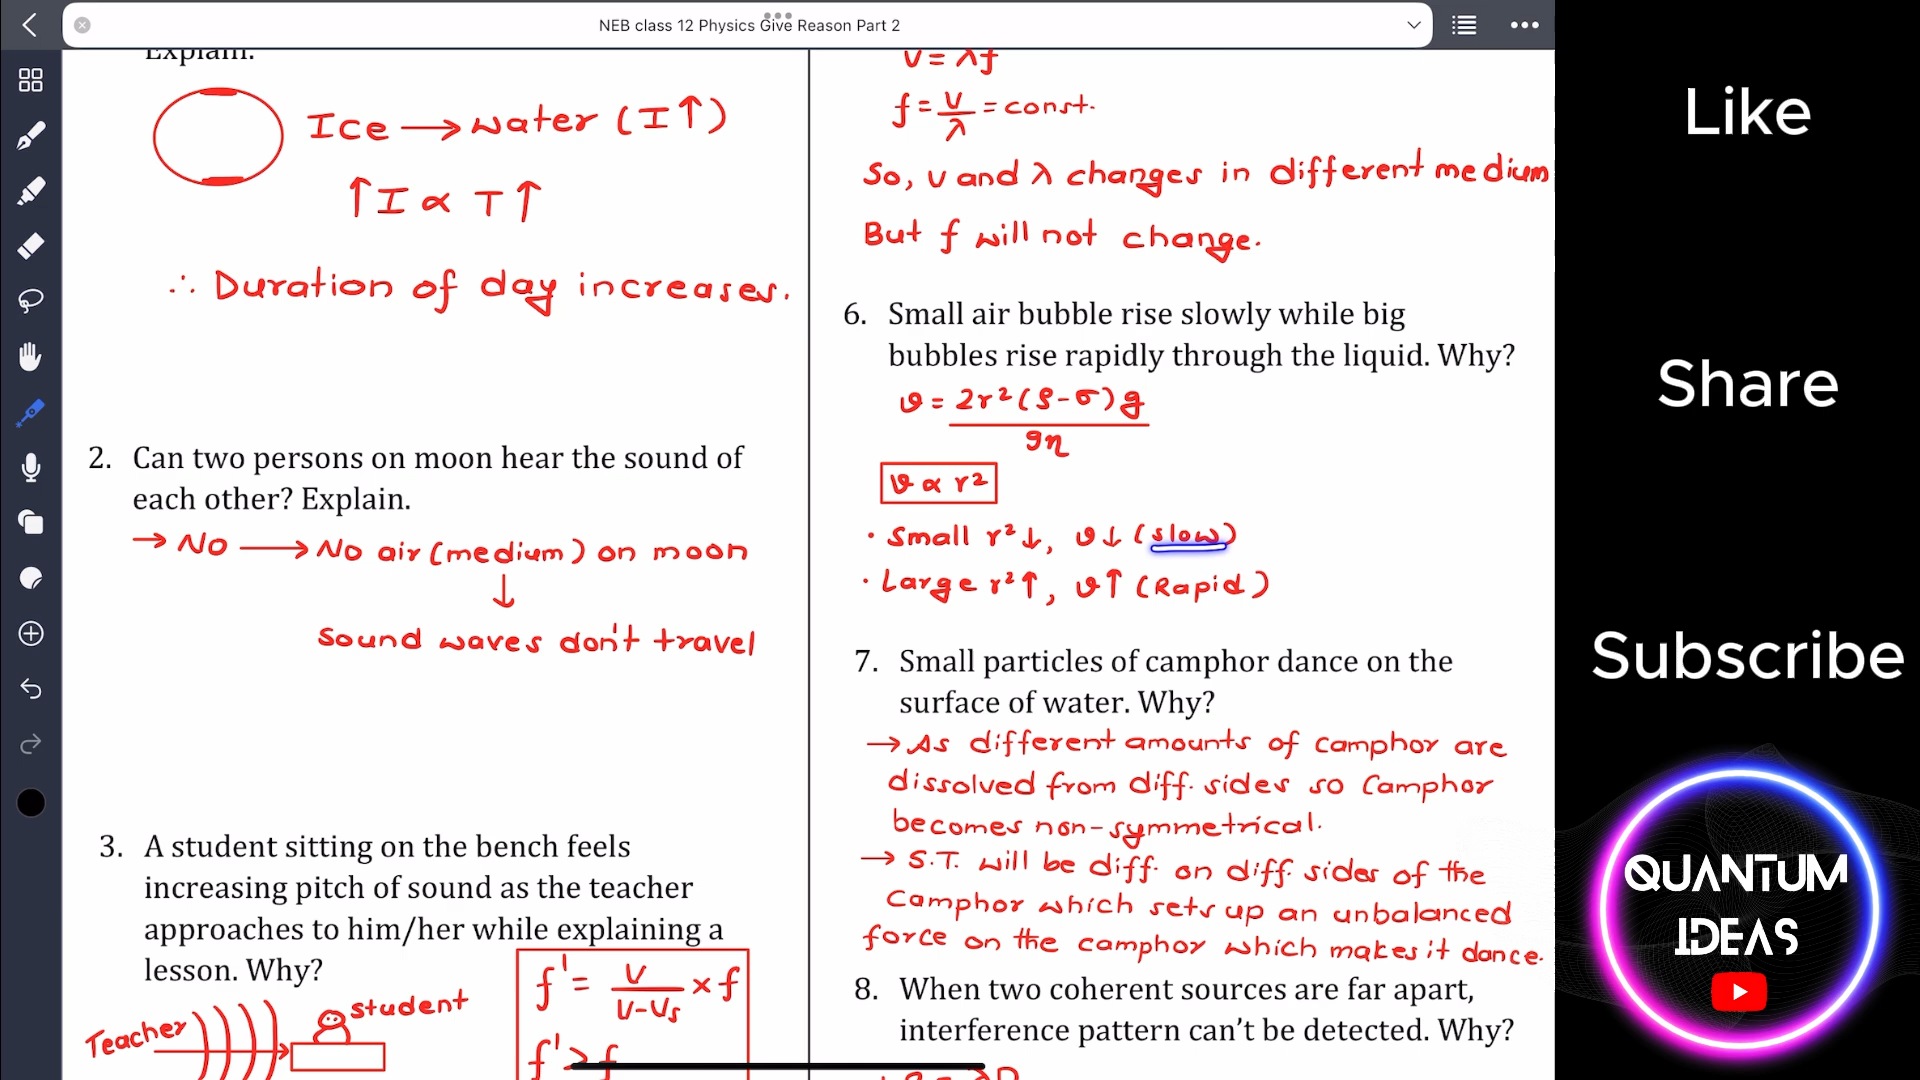 NEB class 12 Physics Give Reason Part 2
Explain.
Ice → water (I↑)
↑I ∝ T↑
∴ Duration of day increases.
2. Can two persons on moon hear the sound of
each other? Explain.
→ No → No air (medium) on moon
↓
Sound waves don't travel
3. A student sitting on the bench feels
increasing pitch of sound as the teacher
approaches to him/her while explaining a
lesson. Why?
Teacher
student
f' = v/(v-vs) × f
f' > f
v = λf
f = v/λ = const.
So, v and λ changes in different medium
But f will not change.
6. Small air bubble rise slowly while big
bubbles rise rapidly through the liquid. Why?
v = 2r²(ρ-σ)g
9η
v ∝ r²
• Small r²↓, v↓ (slow)
• Large r²↑, v↑ (Rapid)
7. Small particles of camphor dance on the
surface of water. Why?
→ As different amounts of camphor are
dissolved from diff. sides so camphor
becomes non-symmetrical.
→ S.T. will be diff. on diff. sides of the
camphor which sets up an unbalanced
force on the camphor which makes it dance.
8. When two coherent sources are far apart,
interference pattern can't be detected. Why?
Like
Share
Subscribe
QUANTUM
IDEAS